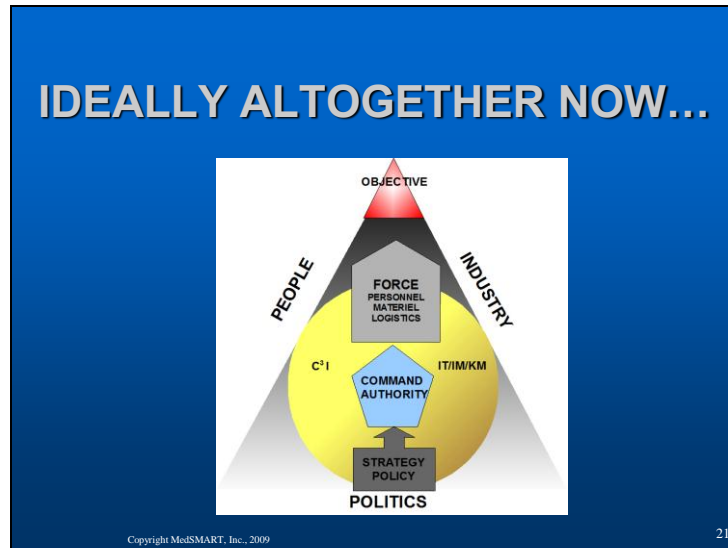 IDEALLY ALTOGETHER NOW…
OBJECTIVE
PEOPLE
INDUSTRY
FORCE
PERSONNEL
MATERIEL
LOGISTICS
C³I
IT/IM/KM
COMMAND
AUTHORITY
STRATEGY
POLICY
POLITICS
Copyright MedSMART, Inc., 2009
21